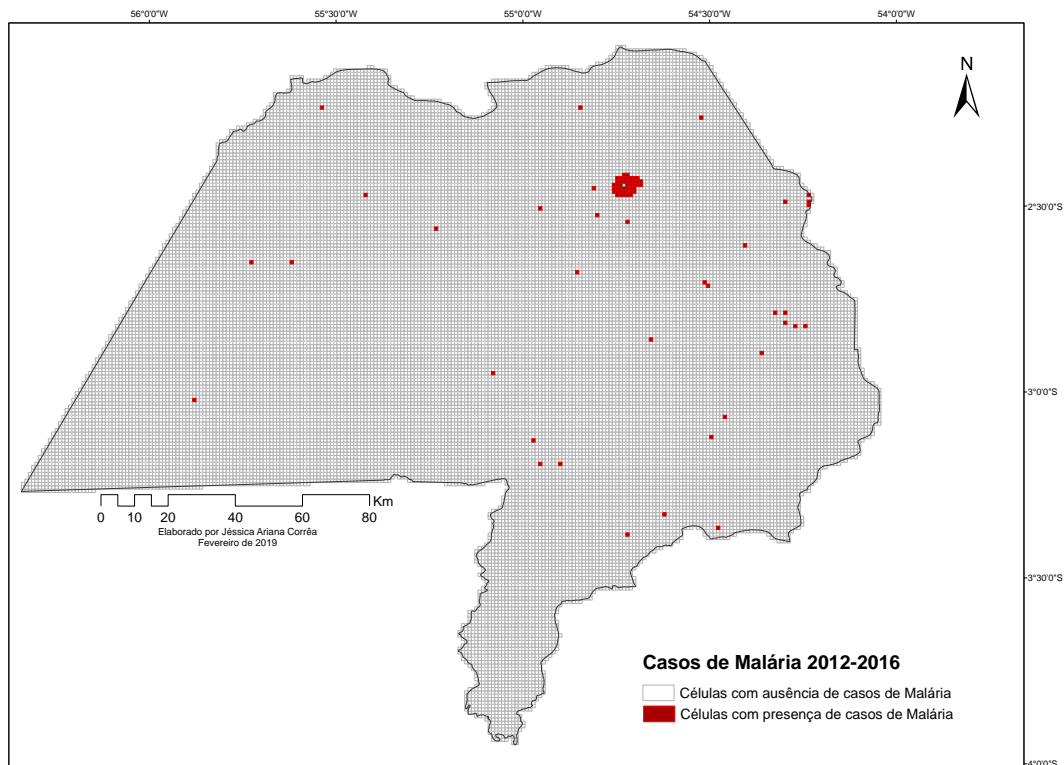 56°0'0"W 55°30'0"W 55°0'0"W 54°30'0"W 54°0'0"W
N
2°30'0"S
3°0'0"S
Km
0 10 20 40 60 80
Elaborado por Jéssica Ariana Corrêa
Fevereiro de 2019
3°30'0"S
Casos de Malária 2012-2016
Células com ausência de casos de Malária
Células com presença de casos de Malária
4°0'0"S